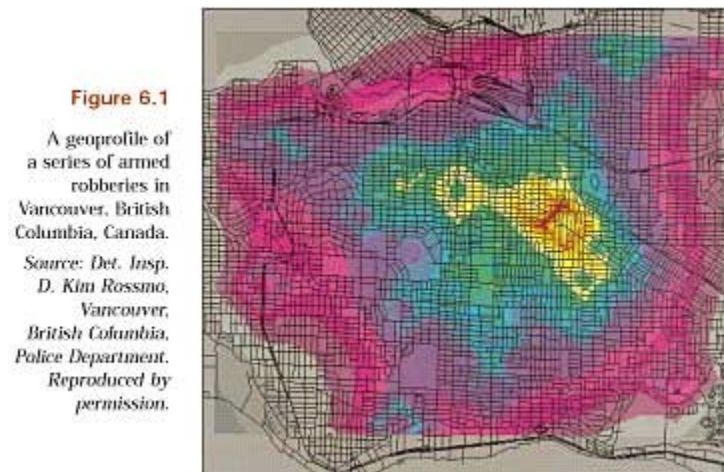 Figure 6.1
A geoprofile of
a series of armed
robberies in
Vancouver, British
Columbia, Canada.
Source: Det. Insp.
D. Kim Rossmo,
Vancouver,
British Columbia,
Police Department.
Reproduced by
permission.